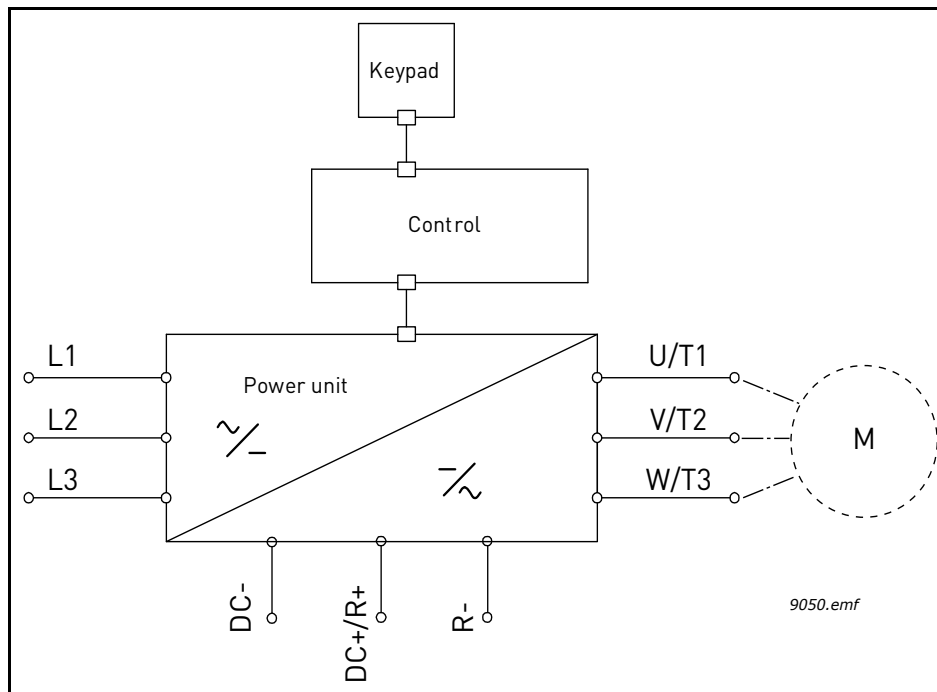 Keypad
Control
L1
L2
L3
Power unit
U/T1
V/T2
W/T3
M
DC-
DC+/R+
R-
9050.emf